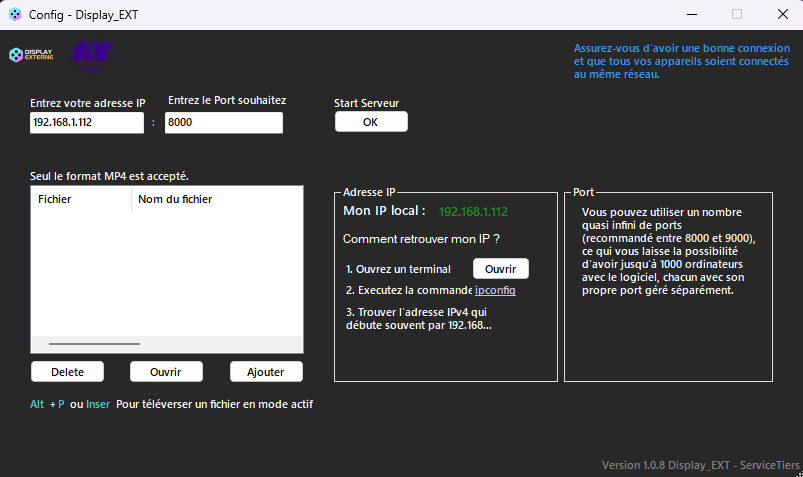 Config - Display_EXT
DISPLAY
EXTERNE
AV
Assurez-vous d'avoir une bonne connexion
et que tous vos appareils soient connectés
au même réseau.
Entrez votre adresse IP
Entrez le Port souhaitez
Start Serveur
192.168.1.112
:
8000
OK
Seul le format MP4 est accepté.
Fichier
Nom du fichier
Delete
Ouvrir
Ajouter
Alt + P ou Inser Pour téléverser un fichier en mode actif
Adresse IP
Mon IP local : 192.168.1.112
Comment retrouver mon IP ?
1. Ouvrez un terminal
Ouvrir
2. Executez la commande ipconfig
3. Trouver l'adresse IPv4 qui
débute souvent par 192.168...
Port
Vous pouvez utiliser un nombre
quasi infini de ports
(recommandé entre 8000 et 9000),
ce qui vous laisse la possibilité
d'avoir jusqu'à 1000 ordinateurs
avec le logiciel, chacun avec son
propre port géré séparément.
Version 1.0.8 Display_EXT - ServiceTiers